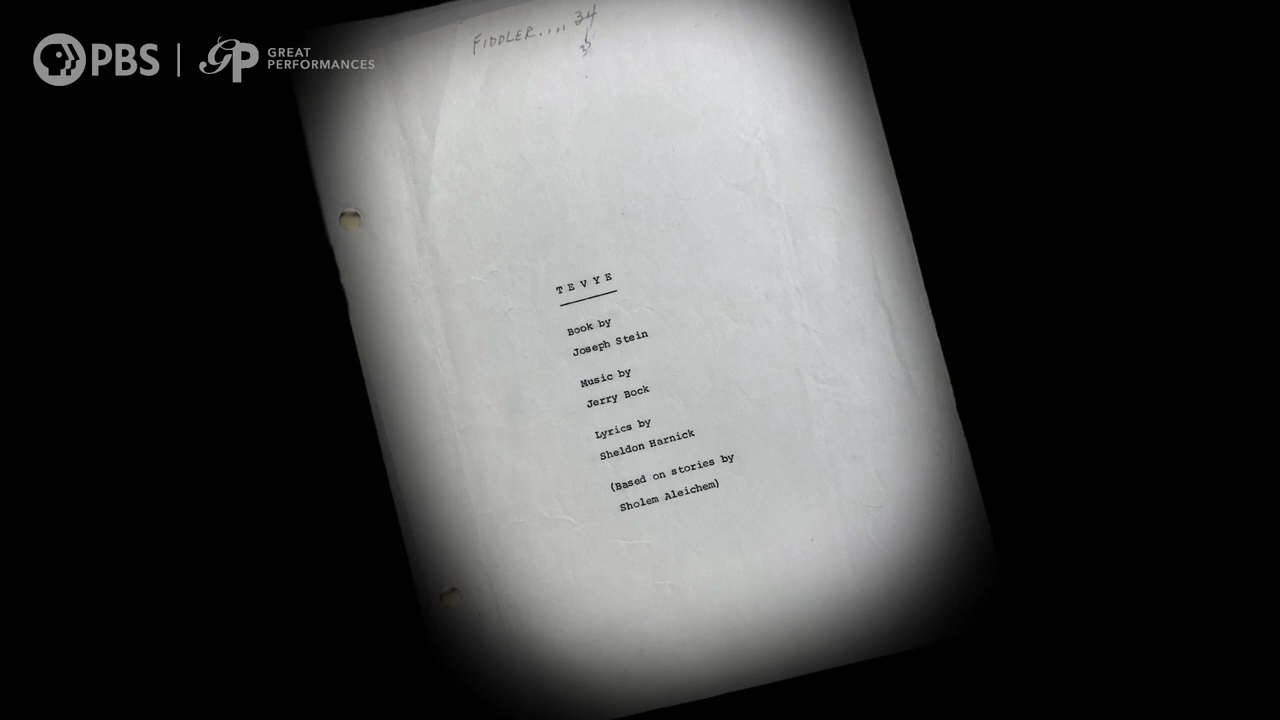 PBS
GP
GREAT
PERFORMANCES
FIDDLER.... 34
TEVYE
Book by
Joseph Stein
Music by
Jerry Bock
Lyrics by
Sheldon Harnick
(Based on stories by
Sholem Aleichem)